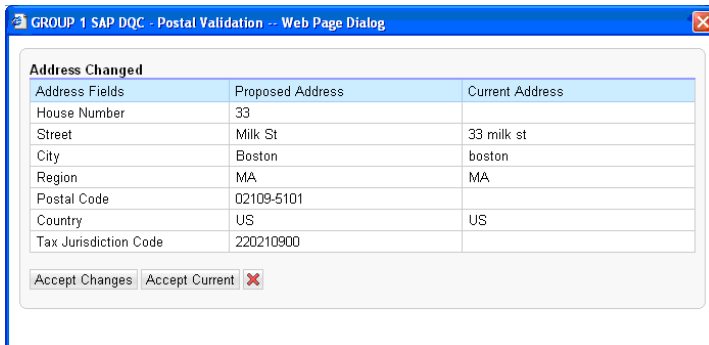 GROUP 1 SAP DQC - Postal Validation -- Web Page Dialog
Address Changed
Address Fields Proposed Address Current Address
House Number 33
Street Milk St 33 milk st
City Boston boston
Region MA MA
Postal Code 02109-5101
Country US US
Tax Jurisdiction Code 220210900
Accept Changes Accept Current